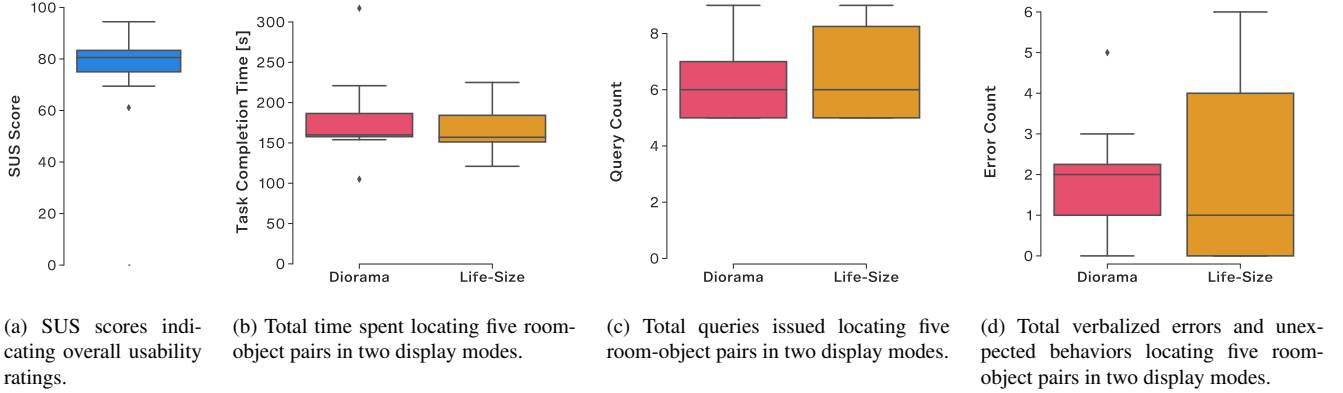 SUS Score
100
80
60
40
20
0
Task Completion Time [s]
300
250
200
150
100
50
0
Diorama Life-Size
Query Count
8
6
4
2
0
Diorama Life-Size
Error Count
6
5
4
3
2
1
0
Diorama Life-Size
(a) SUS scores indi-
cating overall usability
ratings.
(b) Total time spent locating five room-
object pairs in two display modes.
(c) Total queries issued locating five
room-object pairs in two display modes.
(d) Total verbalized errors and unex-
pected behaviors locating five room-
object pairs in two display modes.